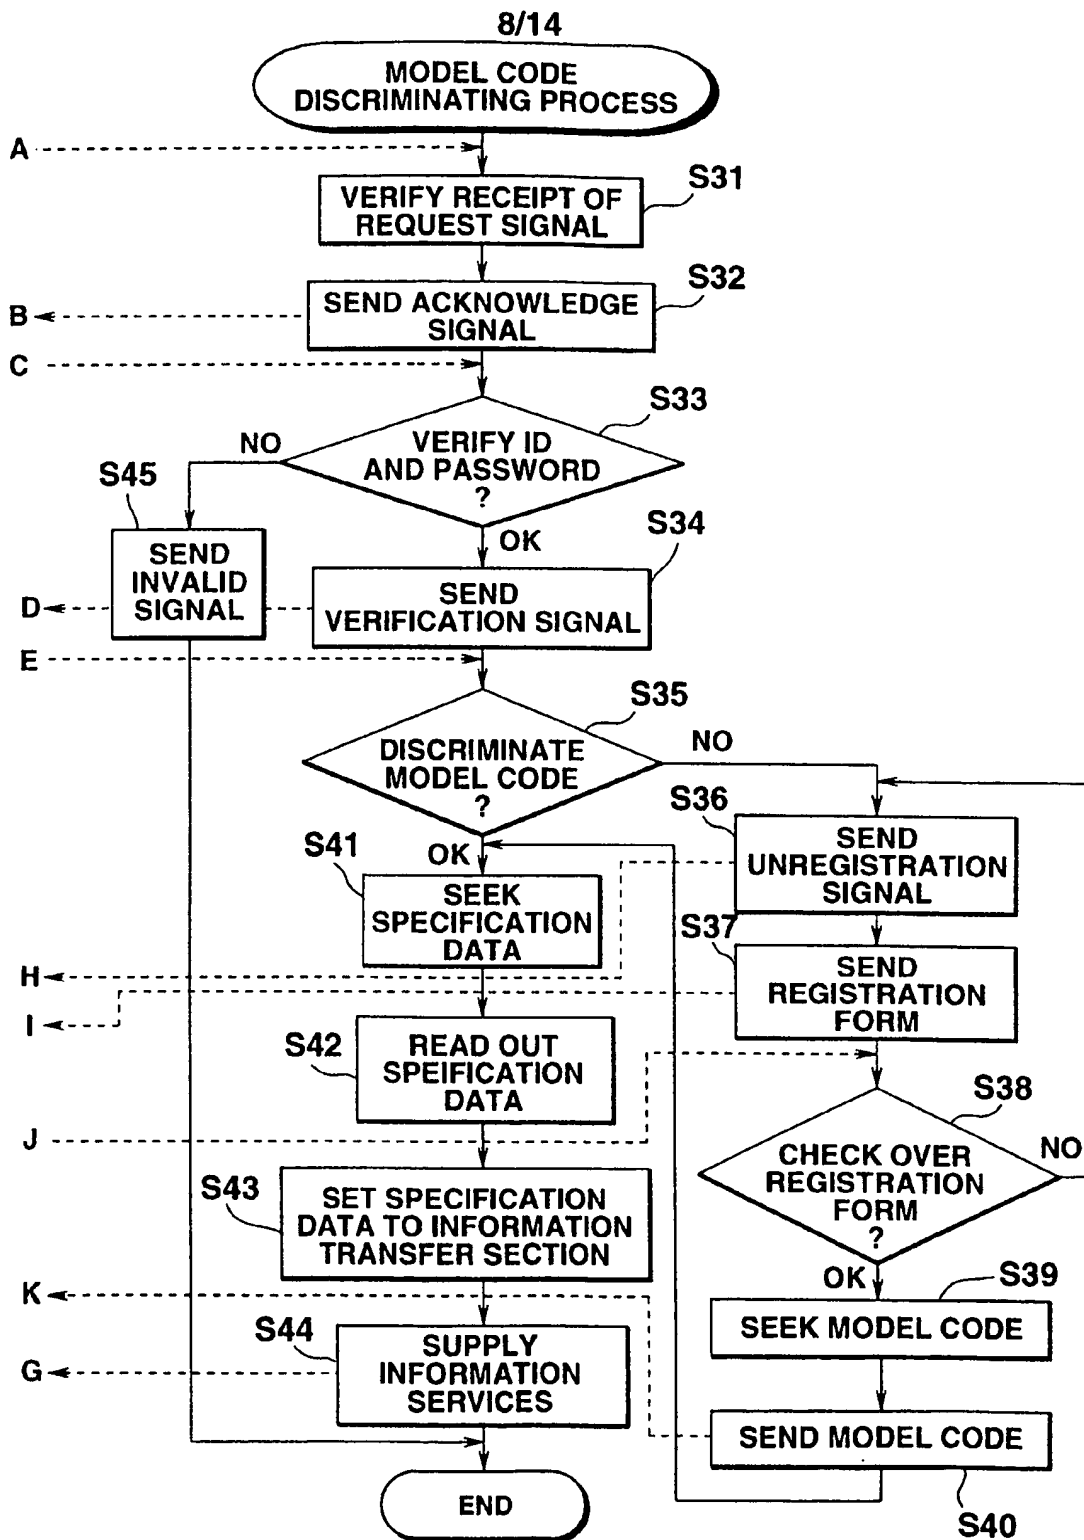 8/14
MODEL CODE
DISCRIMINATING PROCESS
A
S31
VERIFY RECEIPT OF
REQUEST SIGNAL
S32
SEND ACKNOWLEDGE
SIGNAL
B
C
S33
VERIFY ID
AND PASSWORD
?
NO
OK
S45
SEND
INVALID
SIGNAL
S34
SEND
VERIFICATION SIGNAL
D
E
S35
DISCRIMINATE
MODEL CODE
?
NO
OK
S36
SEND
UNREGISTRATION
SIGNAL
S41
SEEK
SPECIFICATION
DATA
S37
SEND
REGISTRATION
FORM
H
I
S42
READ OUT
SPEIFICATION
DATA
J
S38
CHECK OVER
REGISTRATION
FORM
?
NO
OK
S43
SET SPECIFICATION
DATA TO INFORMATION
TRANSFER SECTION
K
S39
SEEK MODEL CODE
S44
SUPPLY
INFORMATION
SERVICES
G
SEND MODEL CODE
S40
END